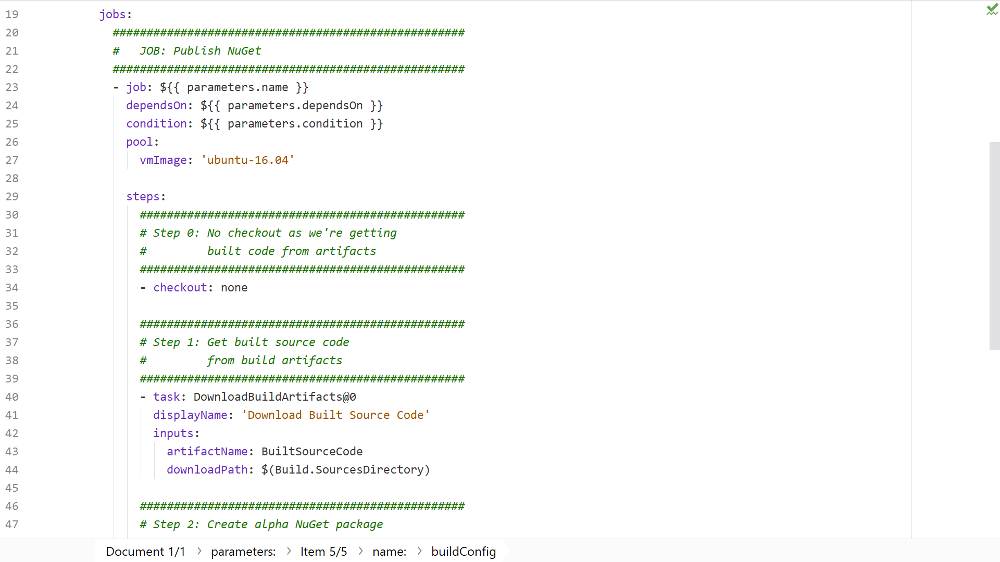 19 jobs:
20 ####################################################
21 #   JOB: Publish NuGet
22 ####################################################
23 - job: ${{ parameters.name }}
24 dependsOn: ${{ parameters.dependsOn }}
25 condition: ${{ parameters.condition }}
26 pool:
27 vmImage: 'ubuntu-16.04'
28
29 steps:
30 ################################################
31 # Step 0: No checkout as we're getting
32 #         built code from artifacts
33 ################################################
34 - checkout: none
35
36 ################################################
37 # Step 1: Get built source code
38 #         from build artifacts
39 ################################################
40 - task: DownloadBuildArtifacts@0
41 displayName: 'Download Built Source Code'
42 inputs:
43 artifactName: BuiltSourceCode
44 downloadPath: $(Build.SourcesDirectory)
45
46 ################################################
47 # Step 2: Create alpha NuGet package
Document 1/1 › parameters: › Item 5/5 › name: › buildConfig